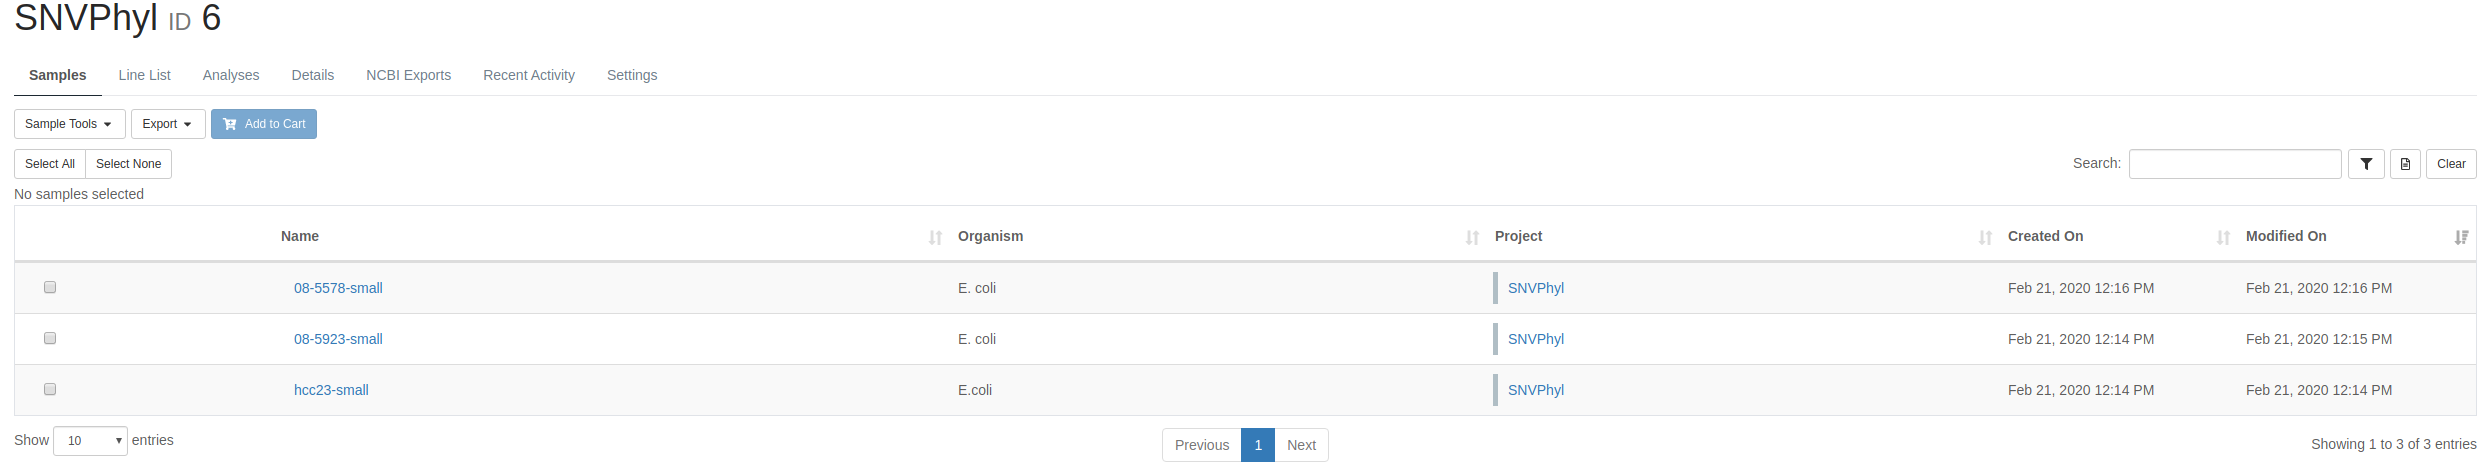 SNVPhyl ID 6
Samples Line List Analyses Details NCBI Exports Recent Activity Settings
Sample Tools Export Add to Cart
Select All Select None Search: Clear
No samples selected
Name Organism Project Created On Modified On
08-5578-small E. coli SNVPhyl Feb 21, 2020 12:16 PM Feb 21, 2020 12:16 PM
08-5923-small E. coli SNVPhyl Feb 21, 2020 12:14 PM Feb 21, 2020 12:15 PM
hcc23-small E.coli SNVPhyl Feb 21, 2020 12:14 PM Feb 21, 2020 12:14 PM
Show 10 entries Previous 1 Next Showing 1 to 3 of 3 entries